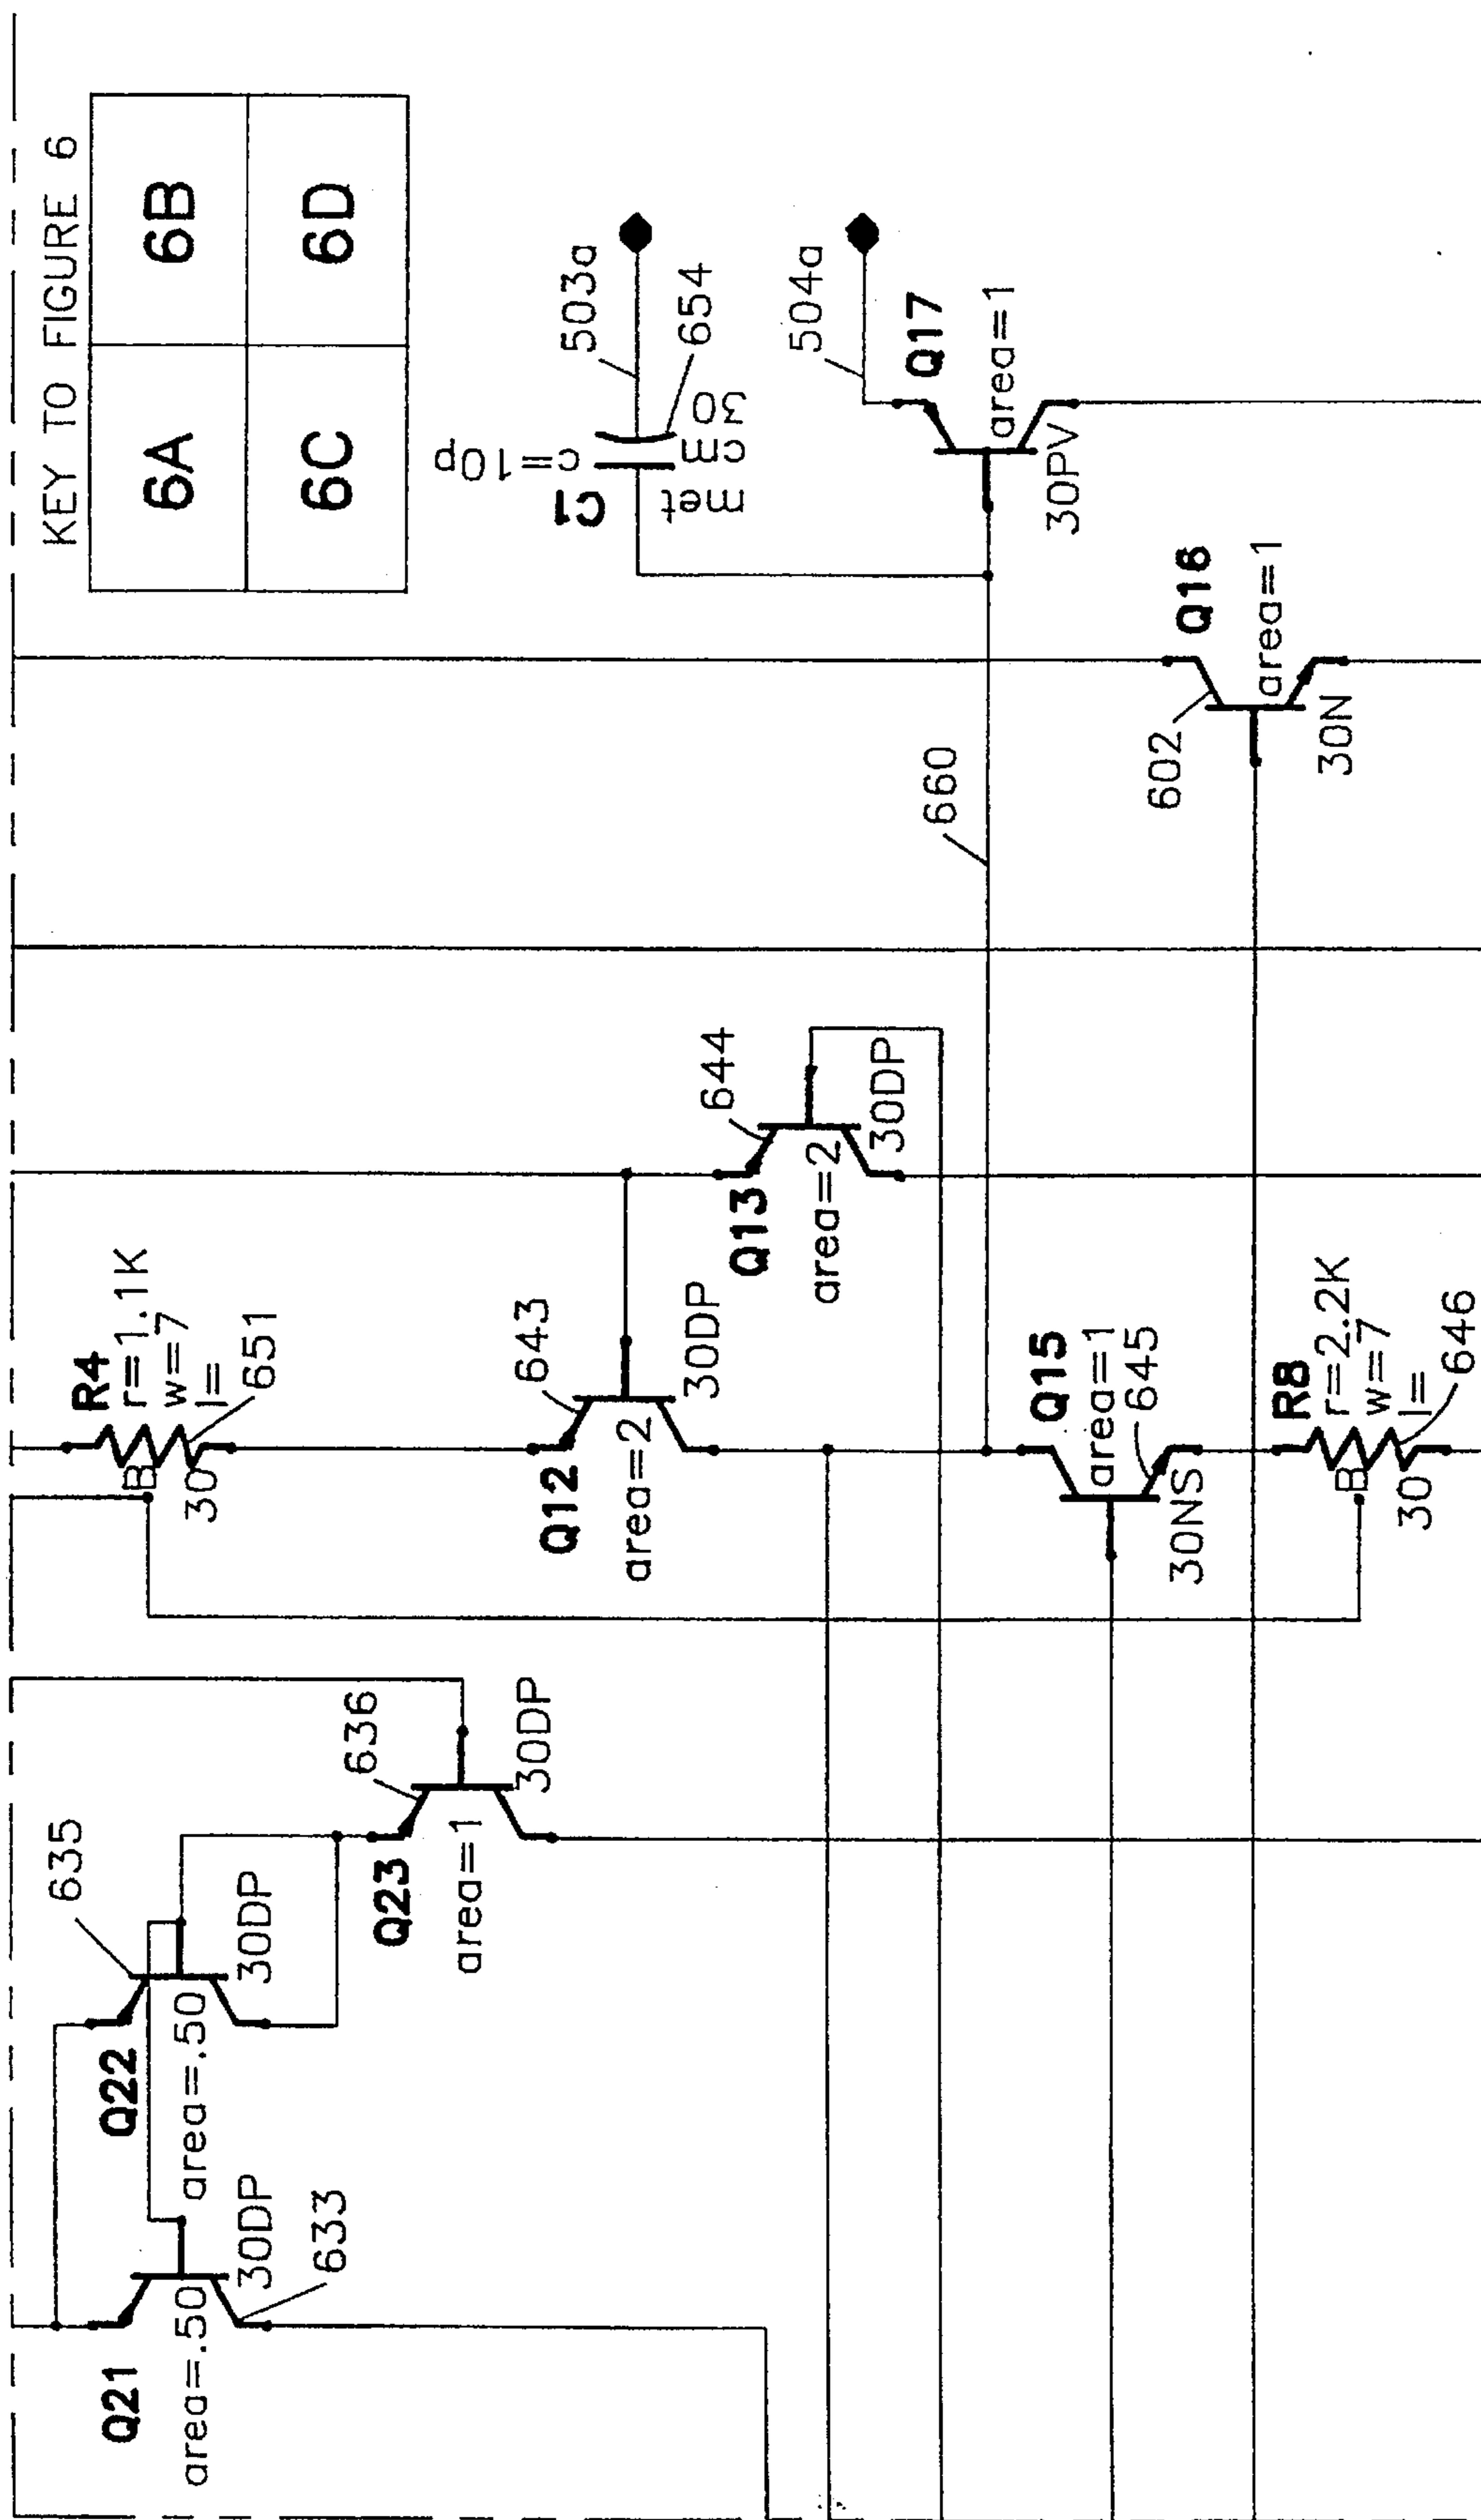 KEY TO FIGURE 6
6A
6B
6C
6D
Q21
area=.50
30DP
633
Q22
area=.50
30DP
635
Q23
area=1
30DP
636
R4
r=1.1K
w=7
l=
B
30
651
Q12
area=2
30DP
643
Q13
area=2
30DP
644
Q15
area=1
645
30NS
R8
r=2.2K
w=7
l=
B
30
646
660
602
Q16
area=1
30N
C1
c=10p
met
cm
30
503a
654
504a
Q17
area=1
30PV